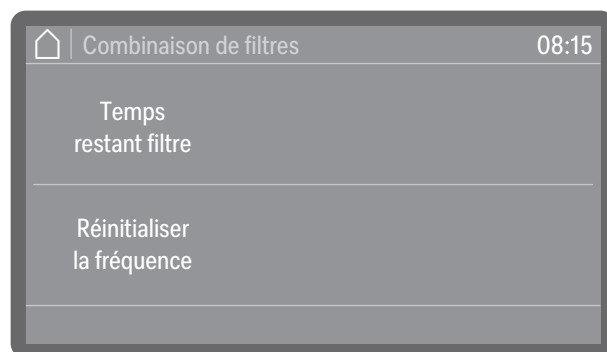 Combinaison de filtres 08:15
Temps
restant filtre
Réinitialiser
la fréquence